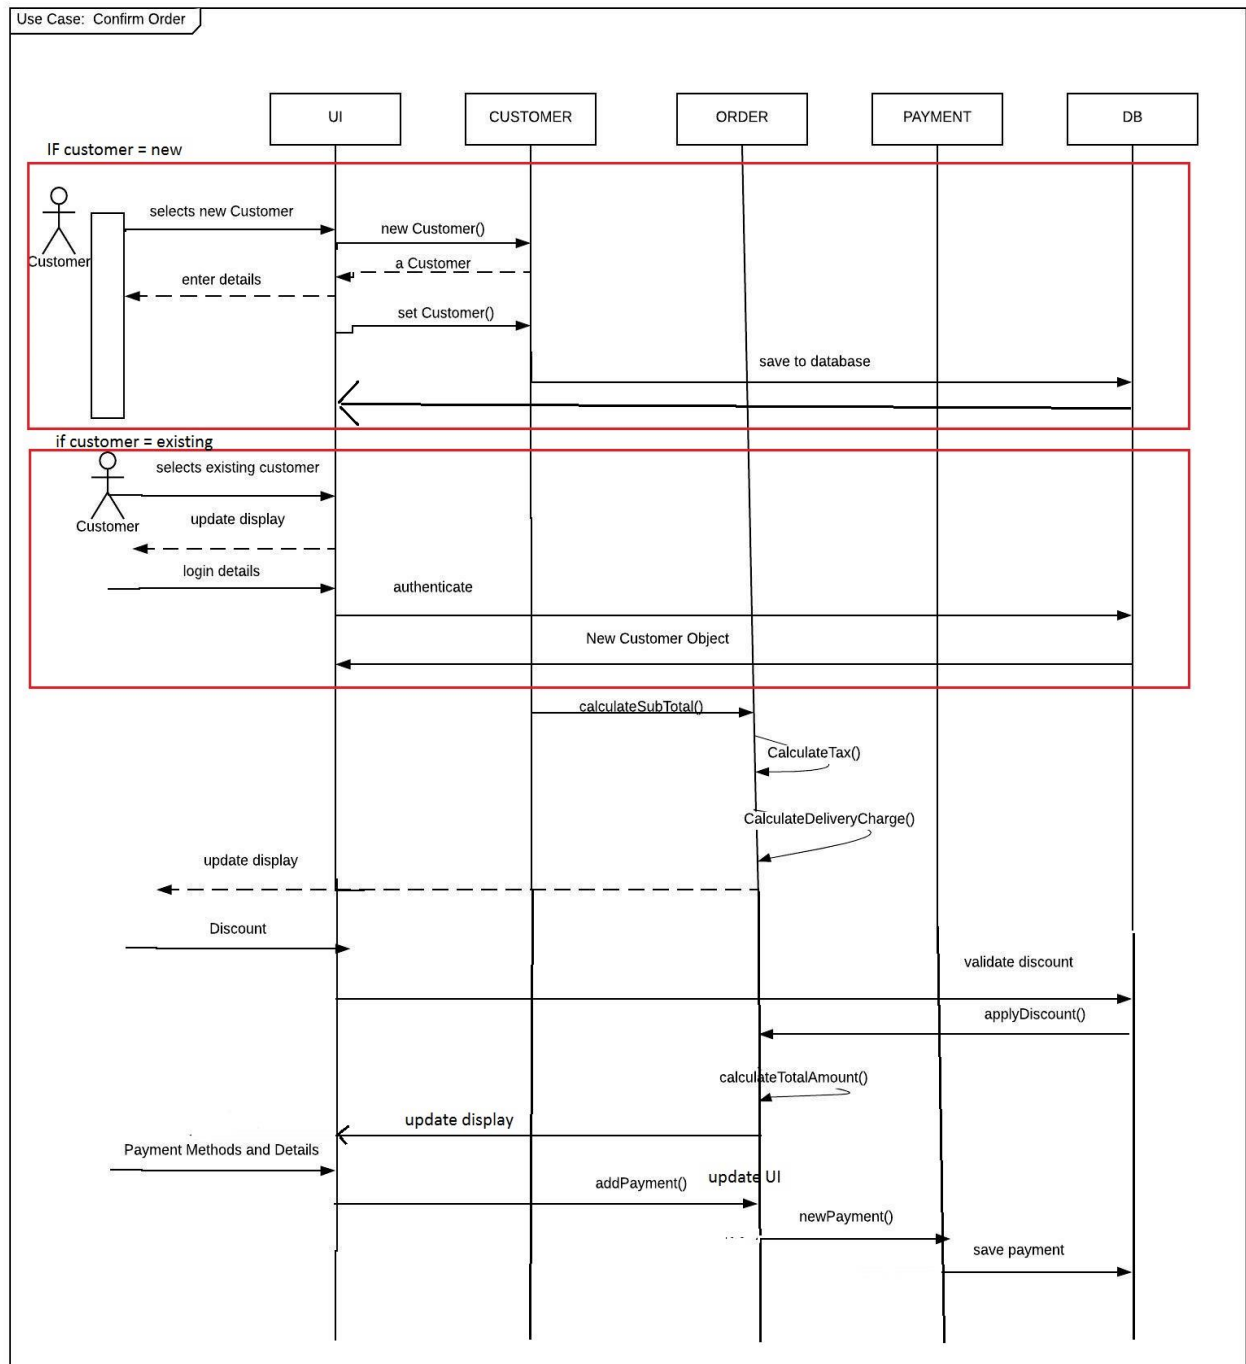 Use Case: Confirm Order
UI
CUSTOMER
ORDER
PAYMENT
DB
IF customer = new
selects new Customer
new Customer()
Customer
a Customer
enter details
set Customer()
save to database
if customer = existing
selects existing customer
update display
Customer
login details
authenticate
New Customer Object
calculateSubTotal()
CalculateTax()
CalculateDeliveryCharge()
update display
Discount
validate discount
applyDiscount()
calculateTotalAmount()
update display
Payment Methods and Details
update UI
addPayment()
newPayment()
save payment